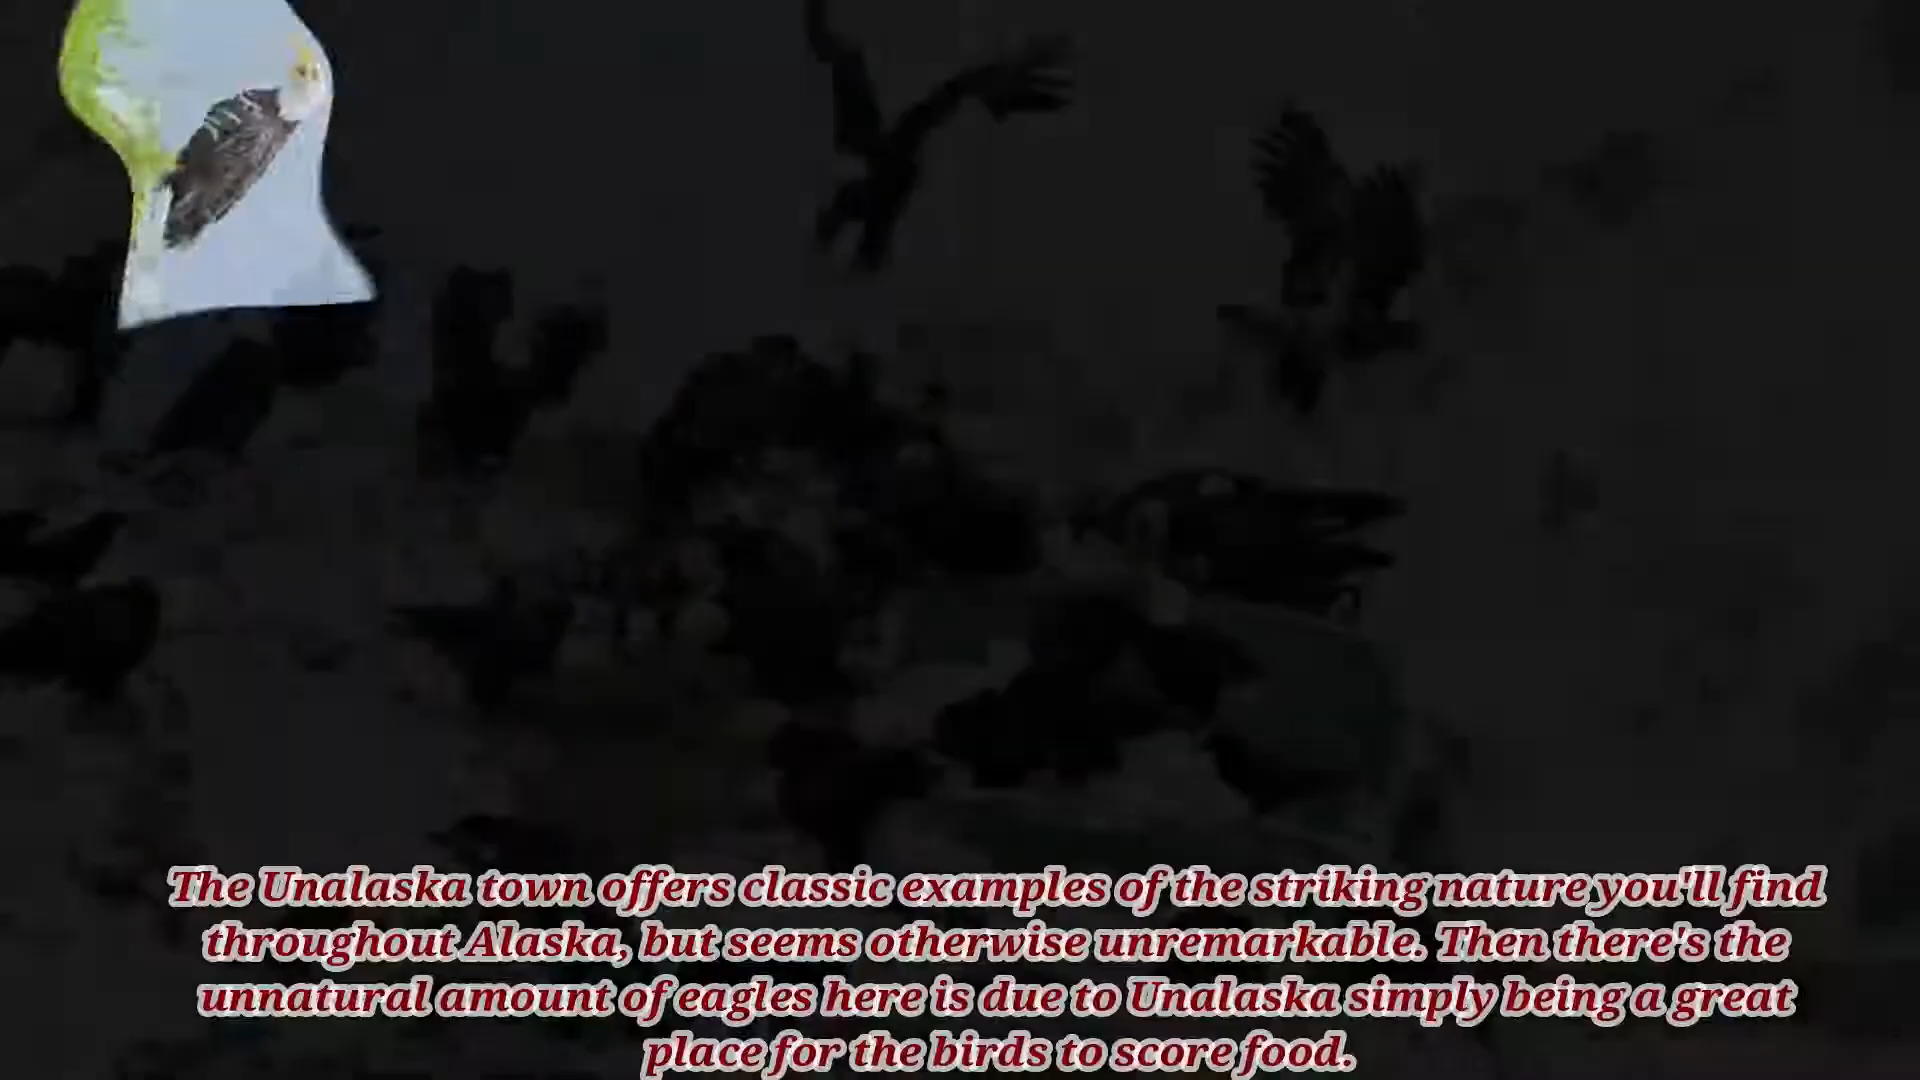 The Unalaska town offers classic examples of the striking nature you'll find
throughout Alaska, but seems otherwise unremarkable. Then there's the
unnatural amount of eagles here is due to Unalaska simply being a great
place for the birds to score food.